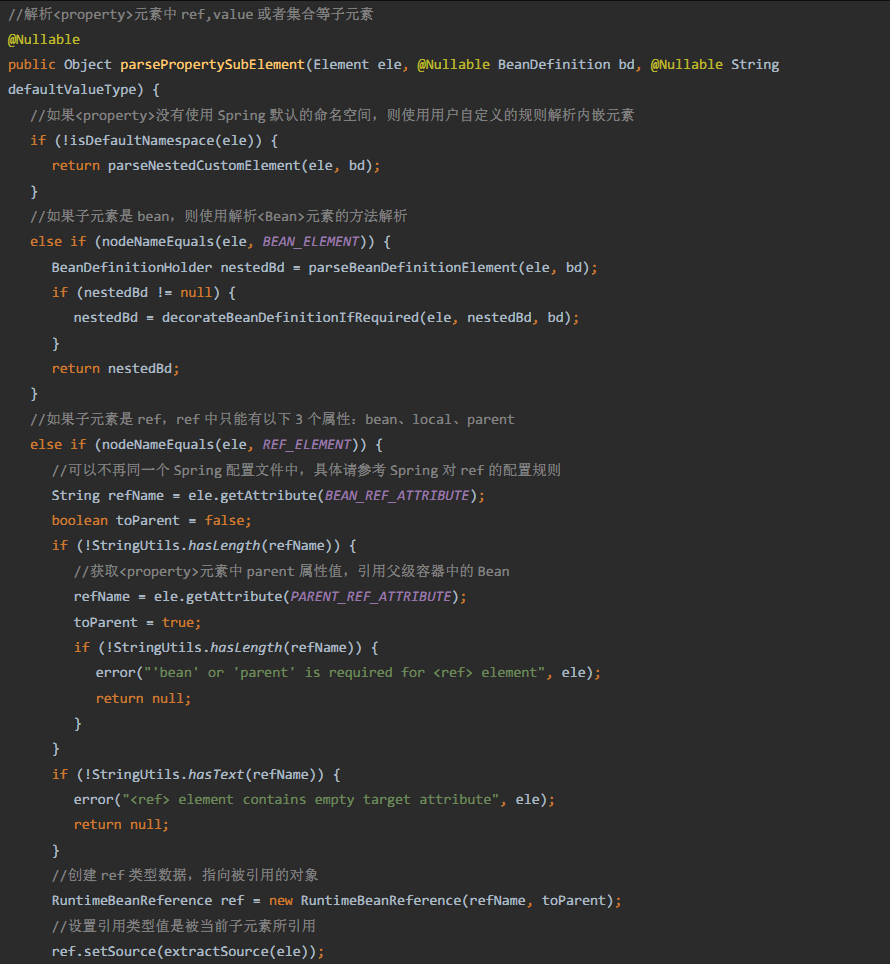 //解析<property>元素中 ref,value 或者集合等子元素
@Nullable
public Object parsePropertySubElement(Element ele, @Nullable BeanDefinition bd, @Nullable String
defaultValueType) {
//如果<property>没有使用 Spring 默认的命名空间，则使用用户自定义的规则解析内嵌元素
if (!isDefaultNamespace(ele)) {
return parseNestedCustomElement(ele, bd);
}
//如果子元素是 bean，则使用解析<Bean>元素的方法解析
else if (nodeNameEquals(ele, BEAN_ELEMENT)) {
BeanDefinitionHolder nestedBd = parseBeanDefinitionElement(ele, bd);
if (nestedBd != null) {
nestedBd = decorateBeanDefinitionIfRequired(ele, nestedBd, bd);
}
return nestedBd;
}
//如果子元素是 ref，ref 中只能有以下 3 个属性：bean、local、parent
else if (nodeNameEquals(ele, REF_ELEMENT)) {
//可以不再同一个 Spring 配置文件中，具体请参考 Spring 对 ref 的配置规则
String refName = ele.getAttribute(BEAN_REF_ATTRIBUTE);
boolean toParent = false;
if (!StringUtils.hasLength(refName)) {
//获取<property>元素中 parent 属性值，引用父级容器中的 Bean
refName = ele.getAttribute(PARENT_REF_ATTRIBUTE);
toParent = true;
if (!StringUtils.hasLength(refName)) {
error("'bean' or 'parent' is required for <ref> element", ele);
return null;
}
}
if (!StringUtils.hasText(refName)) {
error("<ref> element contains empty target attribute", ele);
return null;
}
//创建 ref 类型数据，指向被引用的对象
RuntimeBeanReference ref = new RuntimeBeanReference(refName, toParent);
//设置引用类型值是被当前子元素所引用
ref.setSource(extractSource(ele));